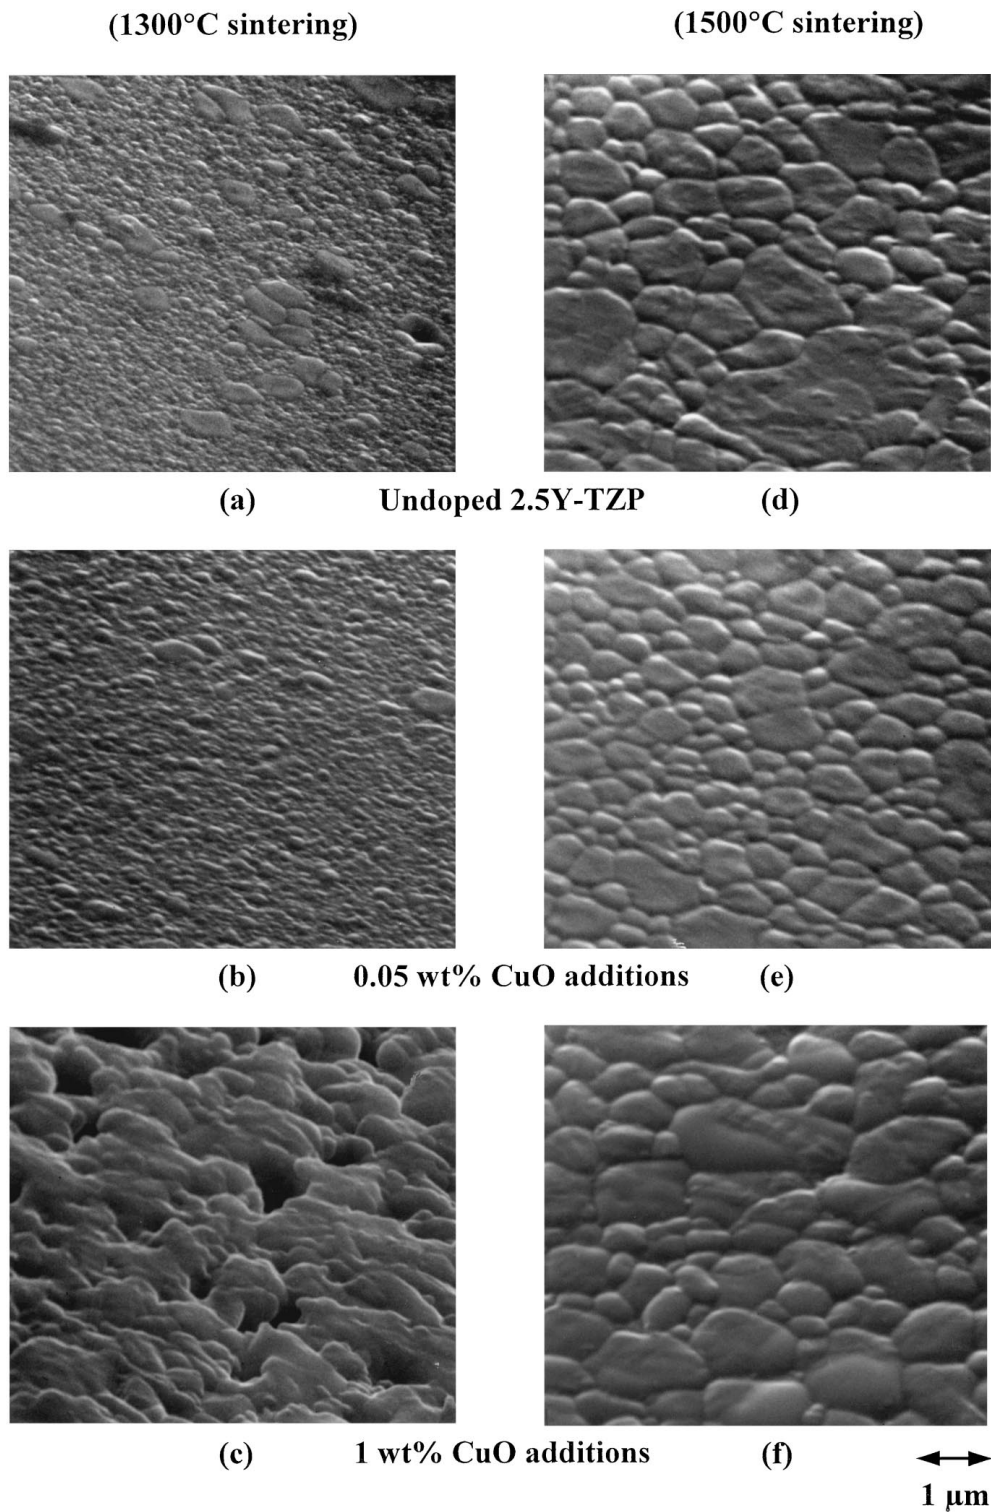 (1300°C sintering) (1500°C sintering)
(a) Undoped 2.5Y-TZP (d)
(b) 0.05 wt% CuO additions (e)
(c) 1 wt% CuO additions (f)
1 µm